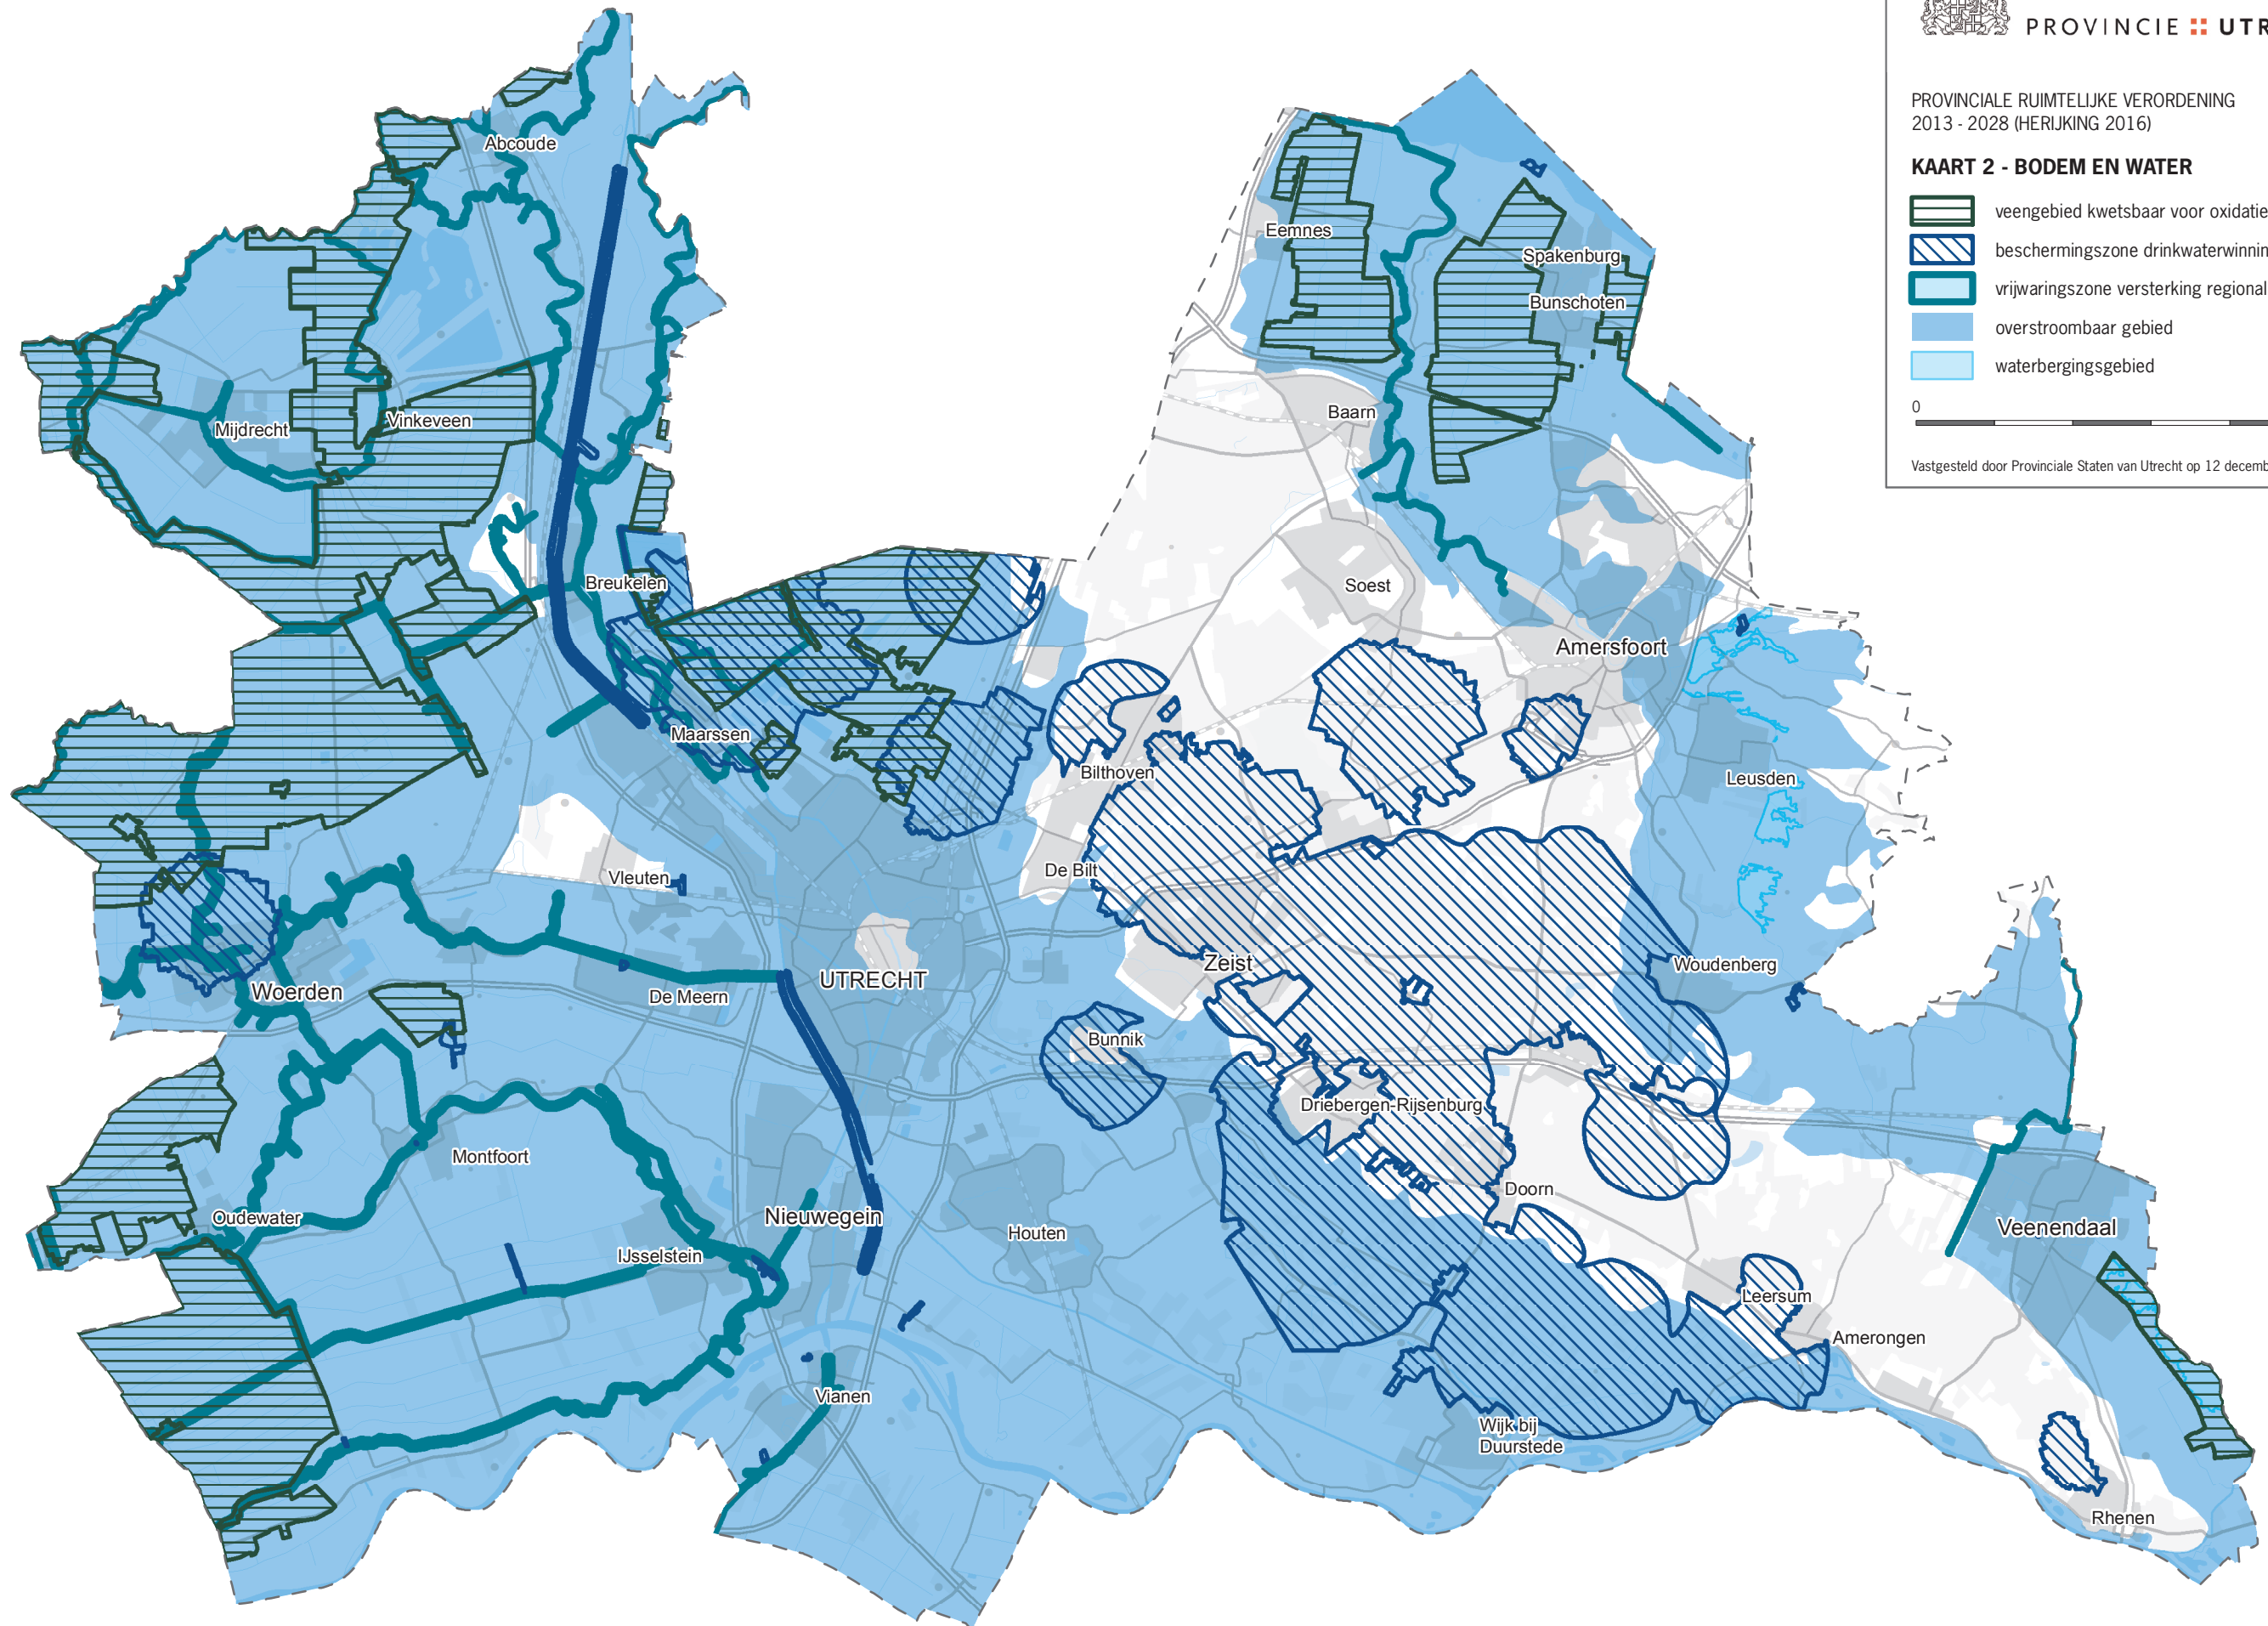 PROVINCIE UTR
PROVINCIALE RUIMTELIJKE VERORDENING
2013 - 2028 (HERIJKING 2016)
KAART 2 - BODEM EN WATER
veengebied kwetsbaar voor oxidatie
beschermingszone drinkwaterwinnin
vrijwaringszone versterking regional
overstroombaar gebied
waterbergingsgebied
0
Vastgesteld door Provinciale Staten van Utrecht op 12 decemb
Abcoude
Eemnes
Spakenburg
Bunschoten
Baarn
Vinkeveen
Mijdrecht
Breukelen
Soest
Amersfoort
Maarssen
Bilthoven
Leusden
De Bilt
Vleuten
Zeist
Woudenberg
UTRECHT
Woerden
De Meern
Bunnik
Driebergen-Rijsenburg
Montfoort
Doorn
Oudewater
Nieuwegein
Houten
Veenendaal
IJsselstein
Leersum
Amerongen
Vianen
Wijk bij
Duurstede
Rhenen